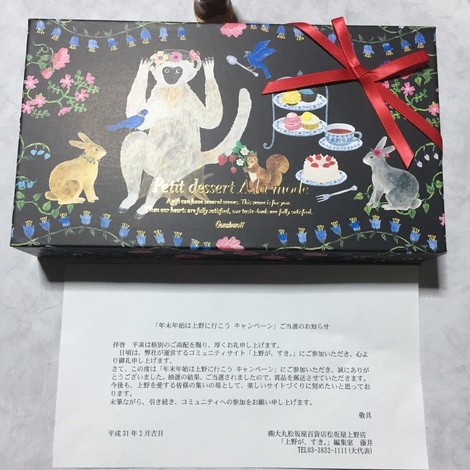 Petit dessert A la mode
A gift can have several scenes. This scene is for you.
When our hearts are fully satisfied, our taste-buds are fully satisfied.
「年末年始は上野に行こう キャンペーン」ご当選のお知らせ
拝啓 平素は格別のご高配を賜り、厚くお礼申し上げます。
日頃は、弊社が運営するコミュニティサイト「上野が、すき。」にご参加いただき、心よ
り御礼申し上げます。
さて、この度は「年末年始は上野に行こう キャンペーン」にご参加いただき、誠にありが
とうございました。抽選の結果、ご当選されましたので、賞品を郵送させていただきます。
今後も、上野を愛する皆様の集いの場として、楽しいサイトづくりに努めたいと思ってお
ります。
末筆ながら、引き続き、コミュニティへの参加をお願い申し上げます。
敬具
平成31年2月吉日
㈱大丸松坂屋百貨店松坂屋上野店
「上野が、すき。」編集室 藤井
TEL03-3832-1111(大代表)